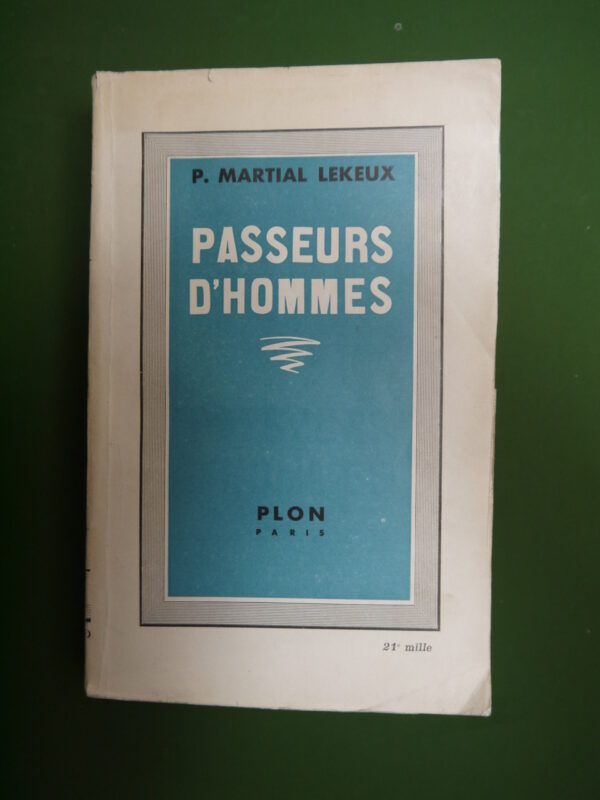 P. MARTIAL LEKEUX
PASSEURS
D'HOMMES
PLON
PARIS
21e mille